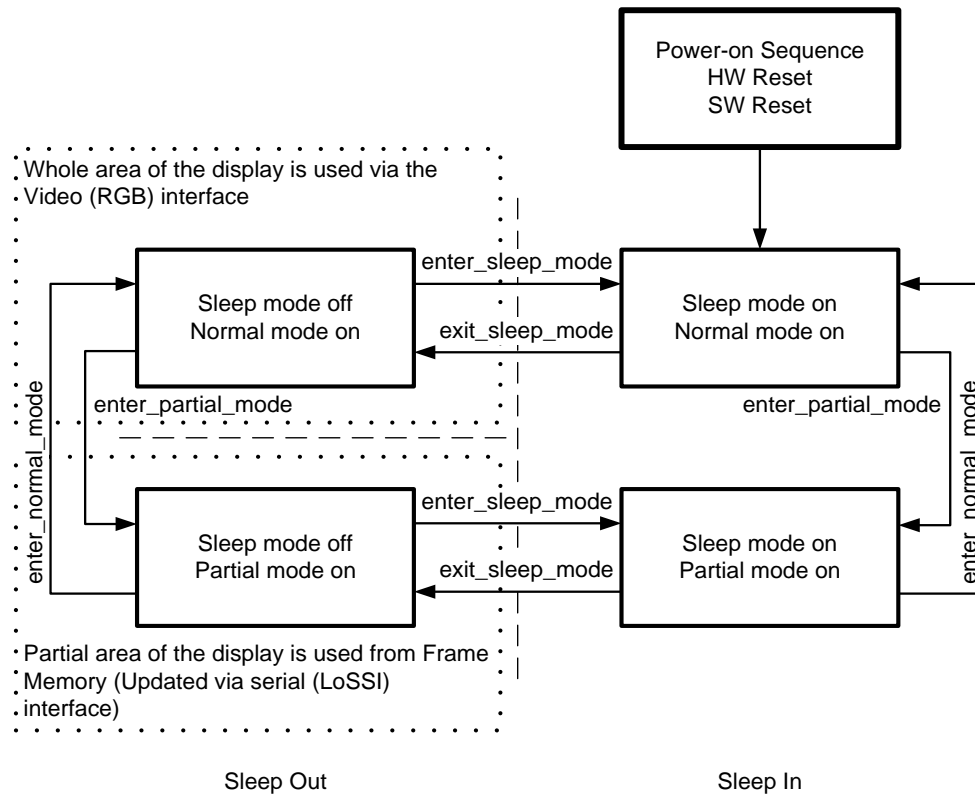 Power-on Sequence
HW Reset
SW Reset
Whole area of the display is used via the
Video (RGB) interface
enter_sleep_mode
Sleep mode off
Normal mode on
Sleep mode on
Normal mode on
exit_sleep_mode
enter_partial_mode
enter_partial_mode
enter_normal_mode
enter_normal_mode
enter_sleep_mode
Sleep mode off
Partial mode on
Sleep mode on
Partial mode on
exit_sleep_mode
Partial area of the display is used from Frame
Memory (Updated via serial (LoSSI)
interface)
Sleep Out
Sleep In